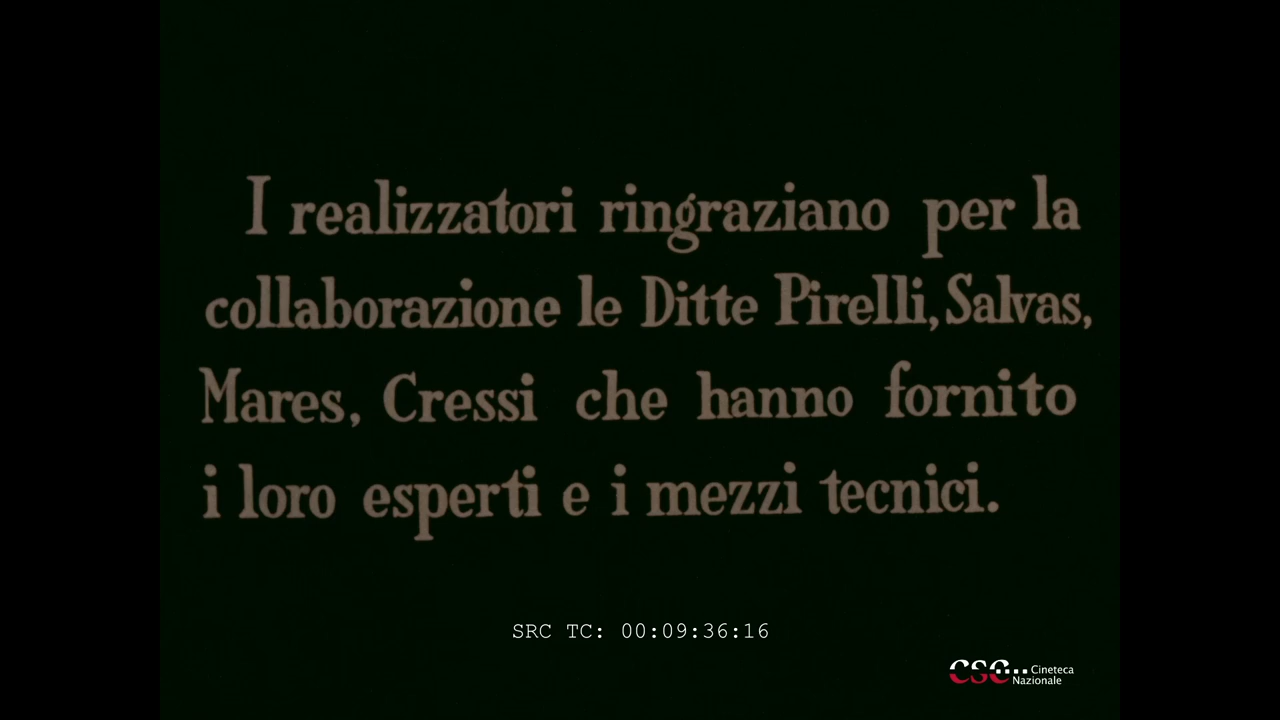 I realizzatori ringraziano per la
collaborazione le Ditte Pirelli, Salvas,
Mares, Cressi che hanno fornito
i loro esperti e i mezzi tecnici.
SRC TC: 00:09:36:16
CSC... Cineteca
Nazionale